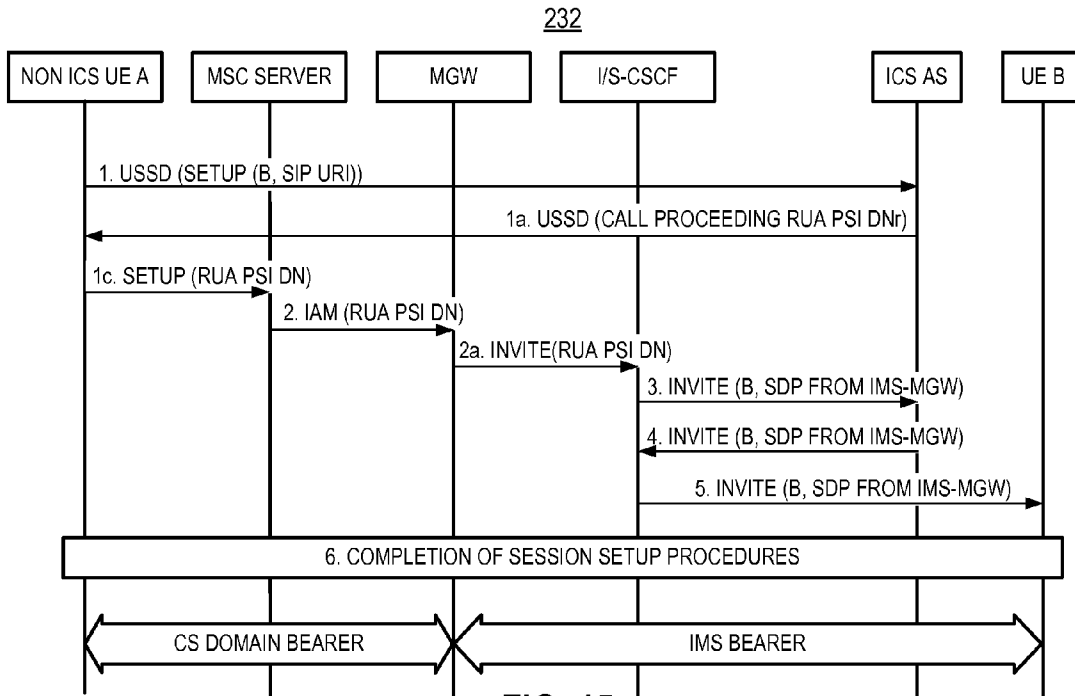 232
NON ICS UE A
MSC SERVER
MGW
I/S-CSCF
ICS AS
UE B
1. USSD (SETUP (B, SIP URI))
1a. USSD (CALL PROCEEDING RUA PSI DNr)
1c. SETUP (RUA PSI DN)
2. IAM (RUA PSI DN)
2a. INVITE(RUA PSI DN)
3. INVITE (B, SDP FROM IMS-MGW)
4. INVITE (B, SDP FROM IMS-MGW)
5. INVITE (B, SDP FROM IMS-MGW)
6. COMPLETION OF SESSION SETUP PROCEDURES
CS DOMAIN BEARER
IMS BEARER